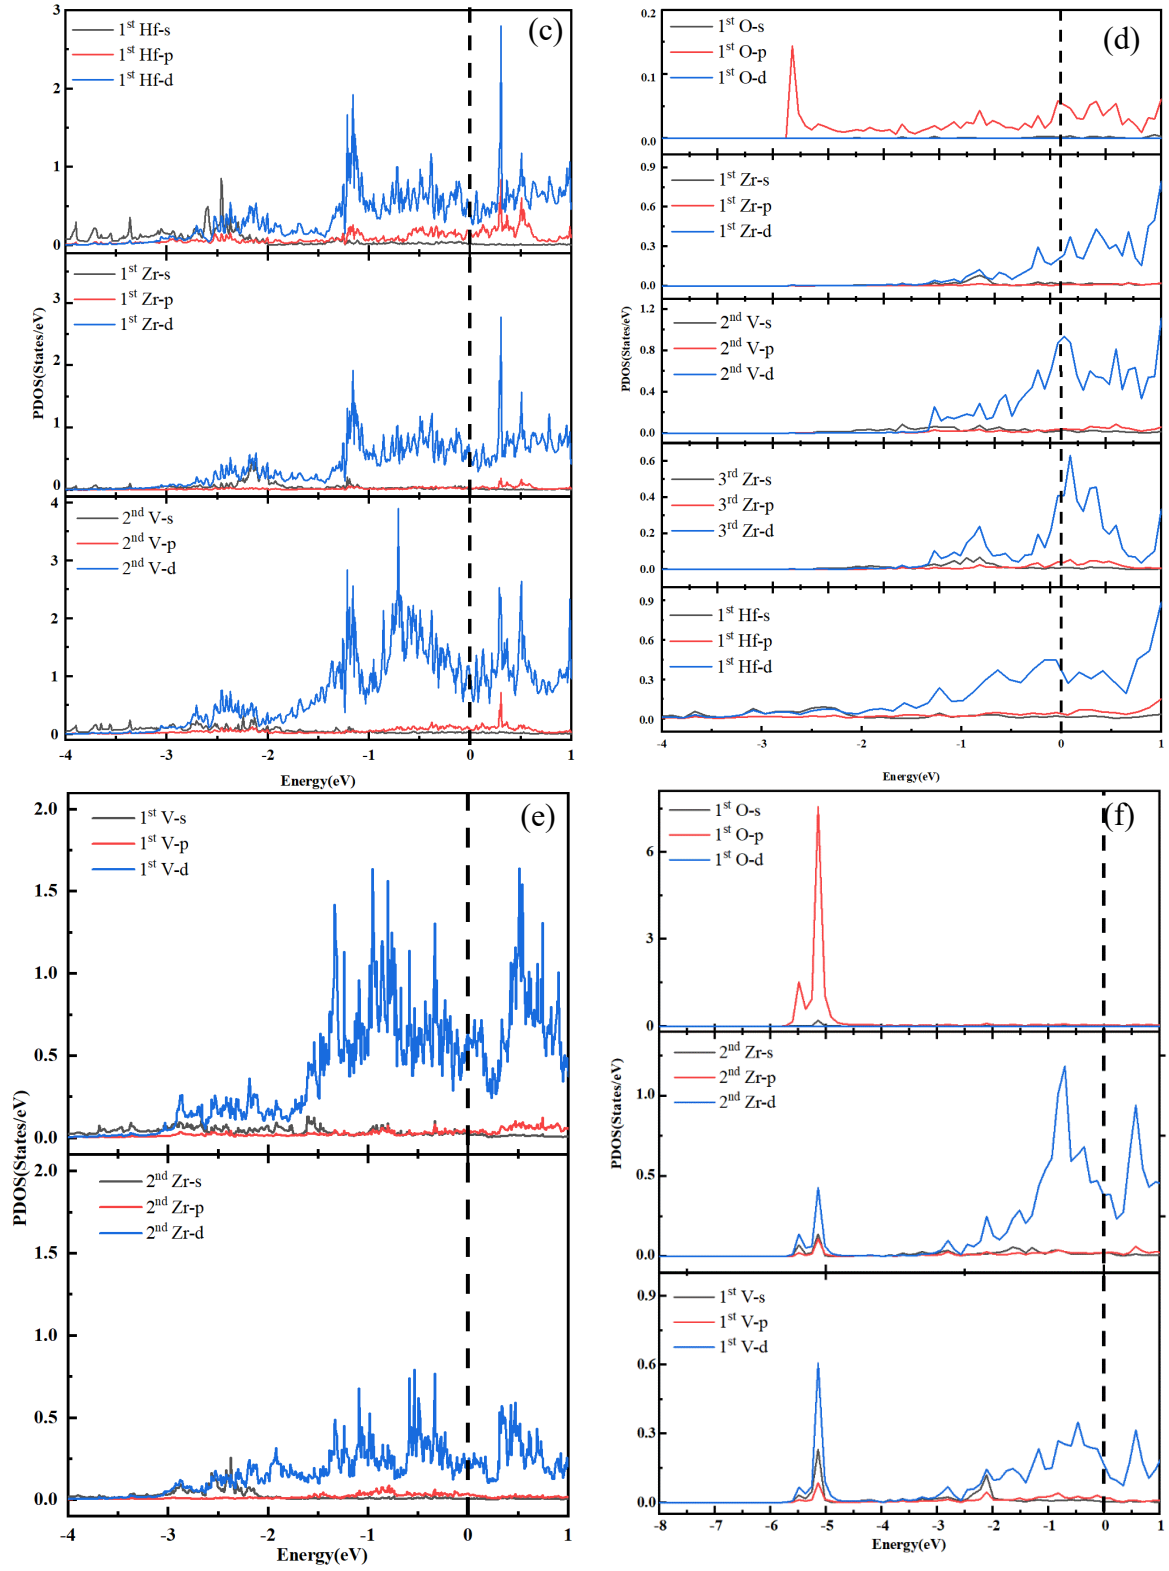 (c)
3
1st Hf-s
1st Hf-p
1st Hf-d
2
1
0
1st Zr-s
1st Zr-p
1st Zr-d
3
2
1
0
PDOS(States/eV)
2nd V-s
2nd V-p
2nd V-d
4
3
2
1
0
-4 -3 -2 -1 0 1
Energy(eV)
(d)
0.2
1st O-s
1st O-p
1st O-d
0.1
0.0
0.9
1st Zr-s
1st Zr-p
1st Zr-d
0.6
0.3
0.0
1.2
2nd V-s
2nd V-p
2nd V-d
0.8
0.4
0.0
PDOS(States/eV)
0.6
3rd Zr-s
3rd Zr-p
3rd Zr-d
0.4
0.2
0.0
0.9
1st Hf-s
1st Hf-p
1st Hf-d
0.6
0.3
0.0
-4 -3 -2 -1 0 1
Energy(eV)
(e)
2.0
1st V-s
1st V-p
1st V-d
1.5
1.0
0.5
0.0
PDOS(States/eV)
2.0
2nd Zr-s
2nd Zr-p
2nd Zr-d
1.5
1.0
0.5
0.0
-4 -3 -2 -1 0 1
Energy(eV)
(f)
1st O-s
1st O-p
1st O-d
6
3
0
2nd Zr-s
2nd Zr-p
2nd Zr-d
1.0
0.5
0.0
PDOS(States/eV)
0.9
1st V-s
1st V-p
1st V-d
0.6
0.3
0.0
-8 -7 -6 -5 -4 -3 -2 -1 0 1
Energy(eV)